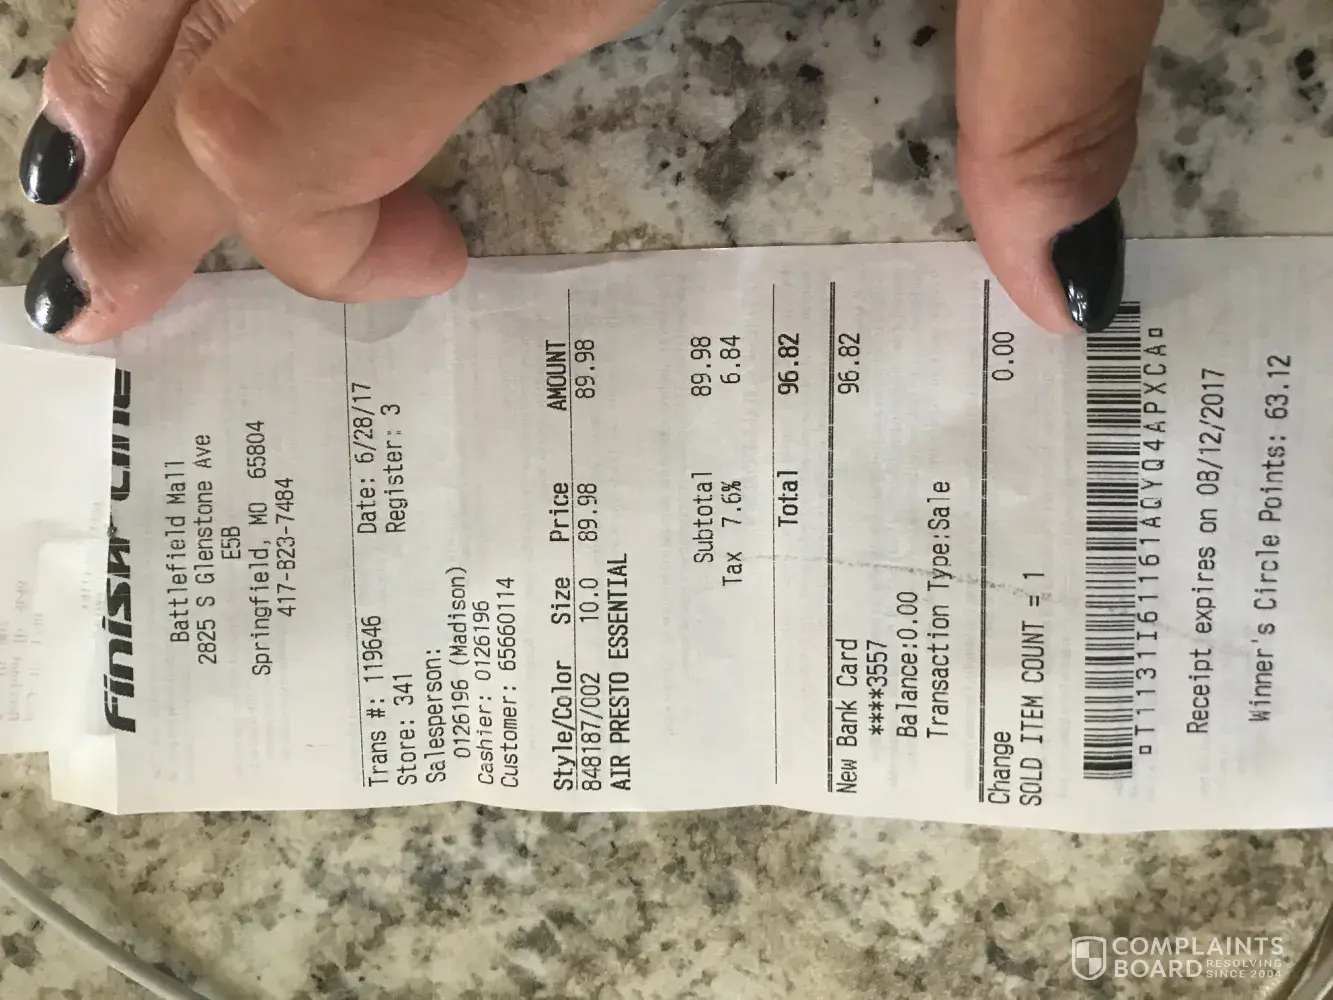 Finish Line
Battlefield Mall
2825 S Glenstone Ave
E5B
Springfield, MO 65804
417-823-7484
Trans #: 119646 Date: 6/28/17
Store: 341 Register: 3
Salesperson:
0126196 (Madison)
Cashier: 0126196
Customer: 65660114
Style/Color Size Price AMOUNT
848187/002 10.0 89.98 89.98
AIR PRESTO ESSENTIAL
Subtotal 89.98
Tax 7.6% 6.84
Total 96.82
New Bank Card 96.82
****3557
Balance:0.00
Transaction Type:Sale
Change/ 0.00
SOLD ITEM COUNT = 1
¤T1131I61161AQYQ4APXCA¤
Receipt expires on 08/12/2017
Winner's Circle Points: 63.12
COMPLAINTS
BOARD RESOLVING
SINCE 2004